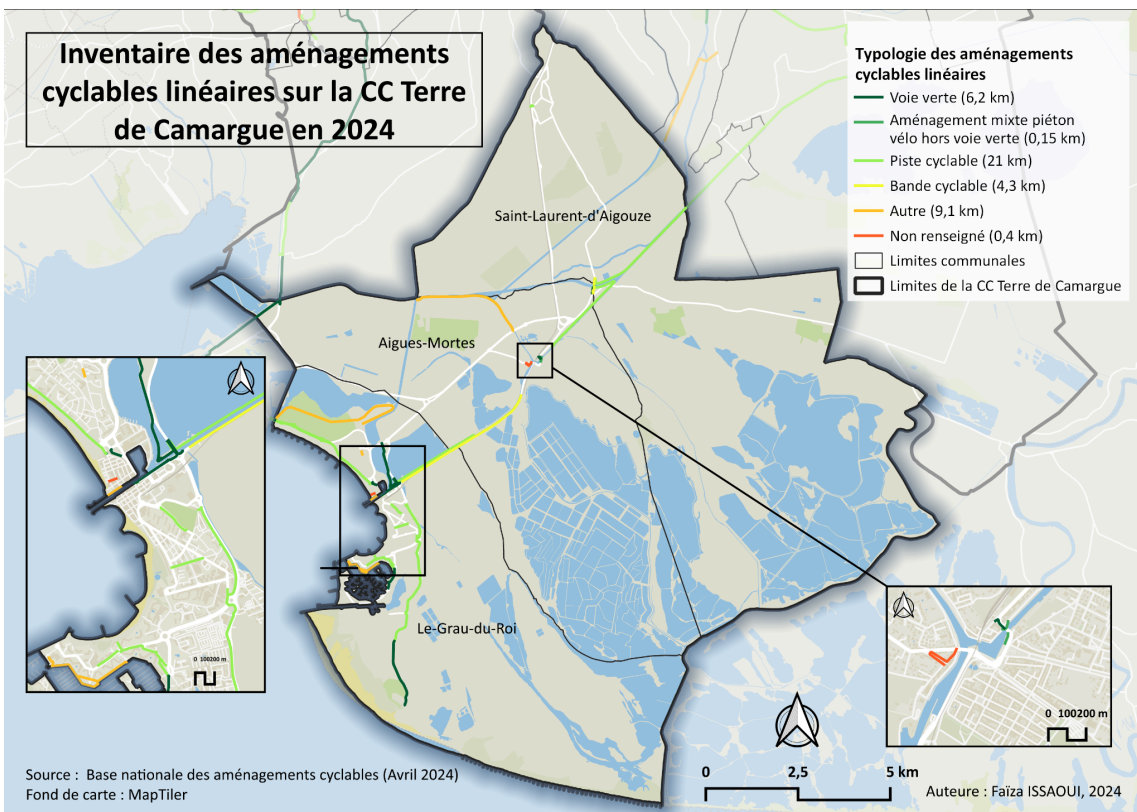 Inventaire des aménagements
cyclables linéaires sur la CC Terre
de Camargue en 2024
Typologie des aménagements
cyclables linéaires
Voie verte (6,2 km)
Aménagement mixte piéton
vélo hors voie verte (0,15 km)
Piste cyclable (21 km)
Bande cyclable (4,3 km)
Autre (9,1 km)
Non renseigné (0,4 km)
Limites communales
Limites de la CC Terre de Camargue
Saint-Laurent-d'Aigouze
Aigues-Mortes
Le-Grau-du-Roi
0 100200 m
0 100200 m
Source : Base nationale des aménagements cyclables (Avril 2024)
Fond de carte : MapTiler
0 2,5 5 km
Auteure : Faïza ISSAOUI, 2024